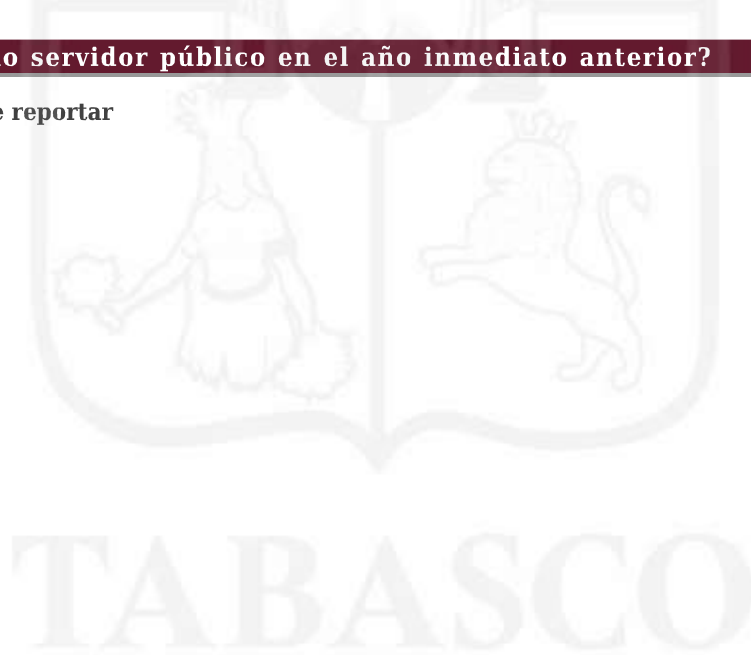 o servidor público en el año inmediato anterior?
e reportar
TABASCO